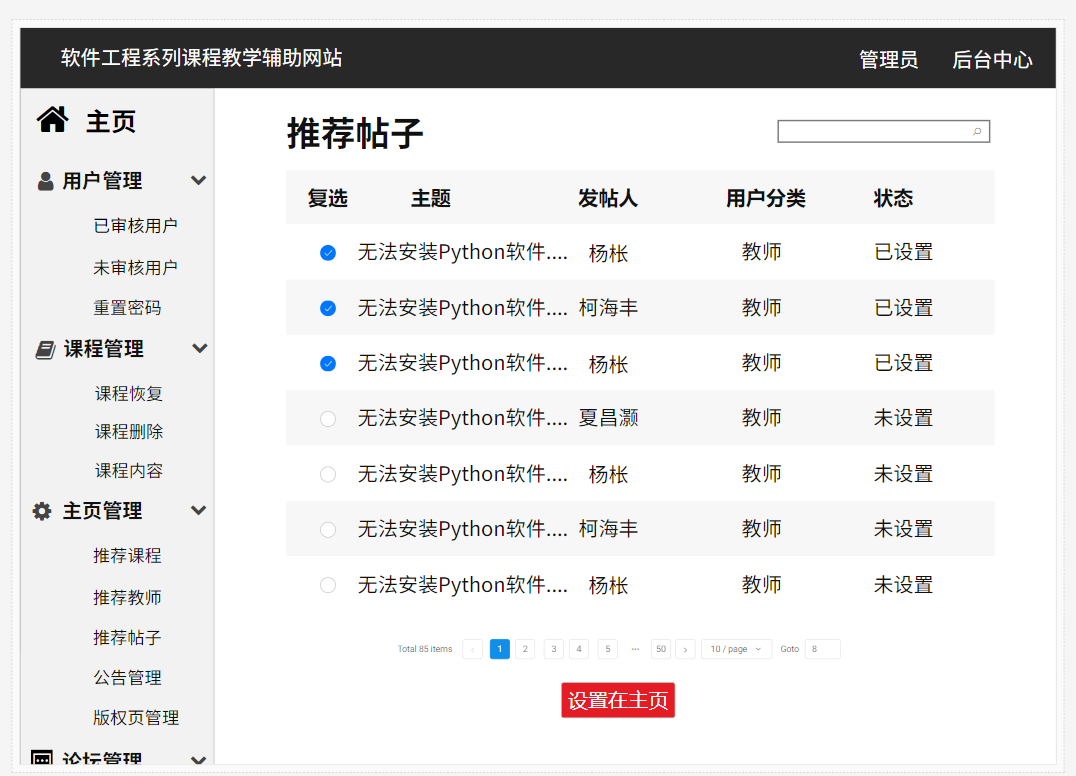 软件工程系列课程教学辅助网站 管理员 后台中心
主页
用户管理
已审核用户
未审核用户
重置密码
课程管理
课程恢复
课程删除
课程内容
主页管理
推荐课程
推荐教师
推荐帖子
公告管理
版权页管理
论坛管理
推荐帖子
复选 主题 发帖人 用户分类 状态
无法安装Python软件.... 杨枨 教师 已设置
无法安装Python软件.... 柯海丰 教师 已设置
无法安装Python软件.... 杨枨 教师 已设置
无法安装Python软件.... 夏昌灏 教师 未设置
无法安装Python软件.... 杨枨 教师 未设置
无法安装Python软件.... 柯海丰 教师 未设置
无法安装Python软件.... 杨枨 教师 未设置
Total 85 items ‹ 1 2 3 4 5 ··· 50 › 10 / page Goto 8
设置在主页